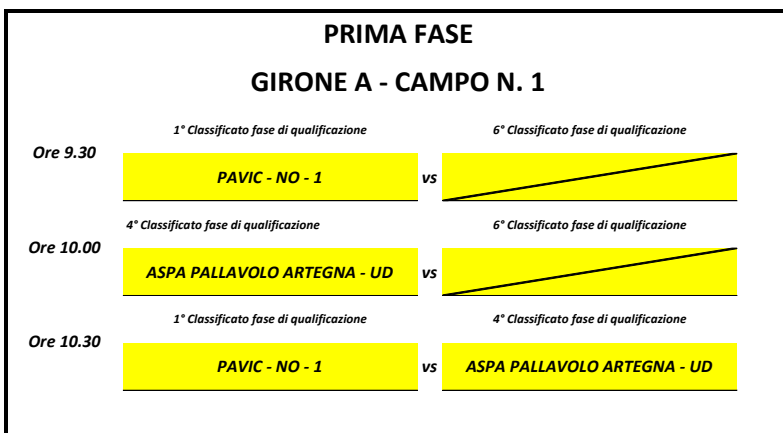 PRIMA FASE
GIRONE A - CAMPO N. 1
1° Classificato fase di qualificazione 6° Classificato fase di qualificazione
Ore 9.30 PAVIC - NO - 1 vs
4° Classificato fase di qualificazione 6° Classificato fase di qualificazione
Ore 10.00 ASPA PALLAVOLO ARTEGNA - UD vs
1° Classificato fase di qualificazione 4° Classificato fase di qualificazione
Ore 10.30 PAVIC - NO - 1 vs ASPA PALLAVOLO ARTEGNA - UD